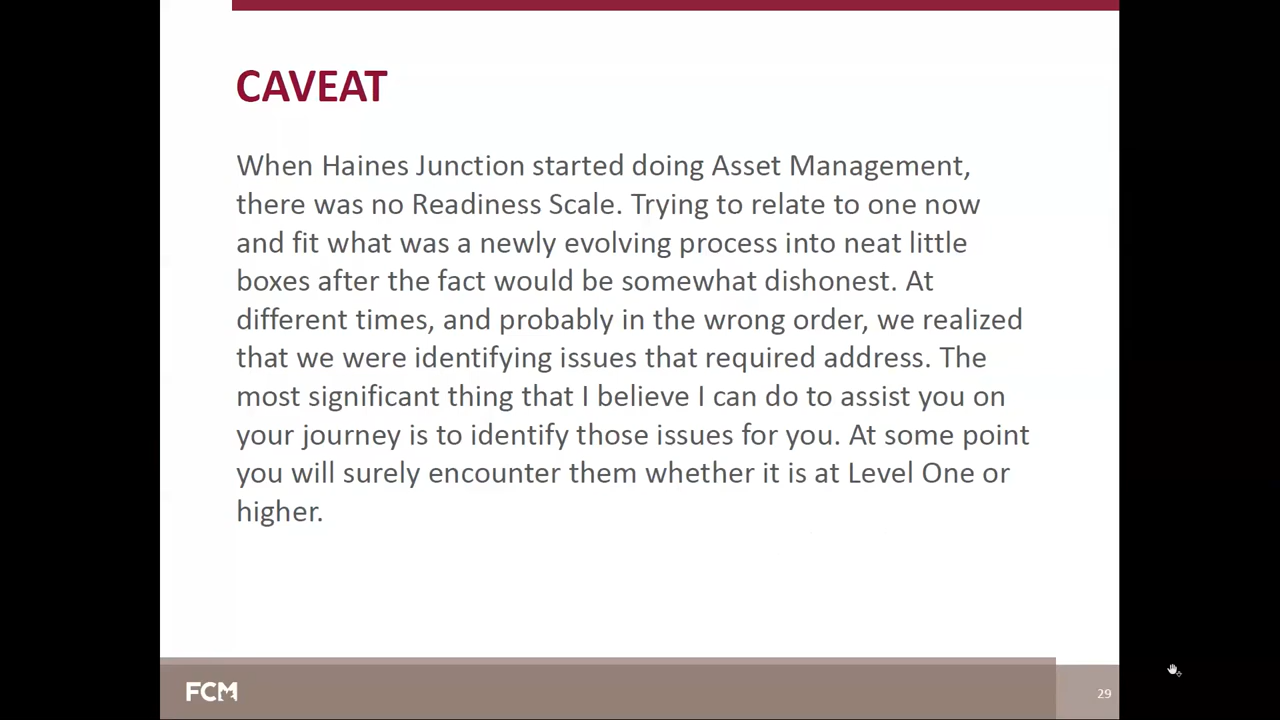 CAVEAT
When Haines Junction started doing Asset Management,
there was no Readiness Scale. Trying to relate to one now
and fit what was a newly evolving process into neat little
boxes after the fact would be somewhat dishonest. At
different times, and probably in the wrong order, we realized
that we were identifying issues that required address. The
most significant thing that I believe I can do to assist you on
your journey is to identify those issues for you. At some point
you will surely encounter them whether it is at Level One or
higher.
FCM
29